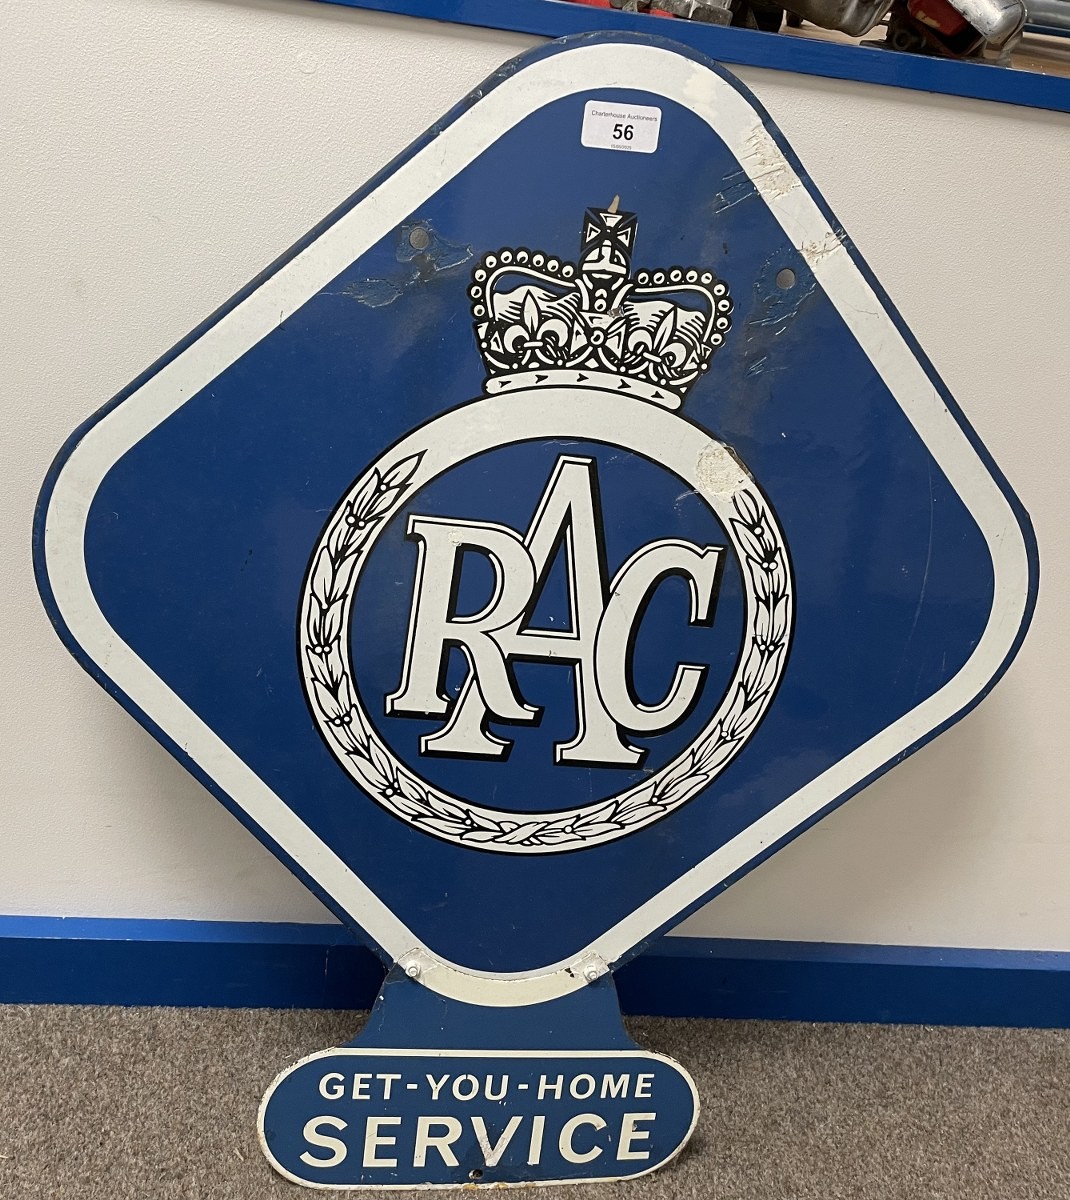 Charterhouse Auctioneers
56
RAC
GET-YOU-HOME
SERVICE